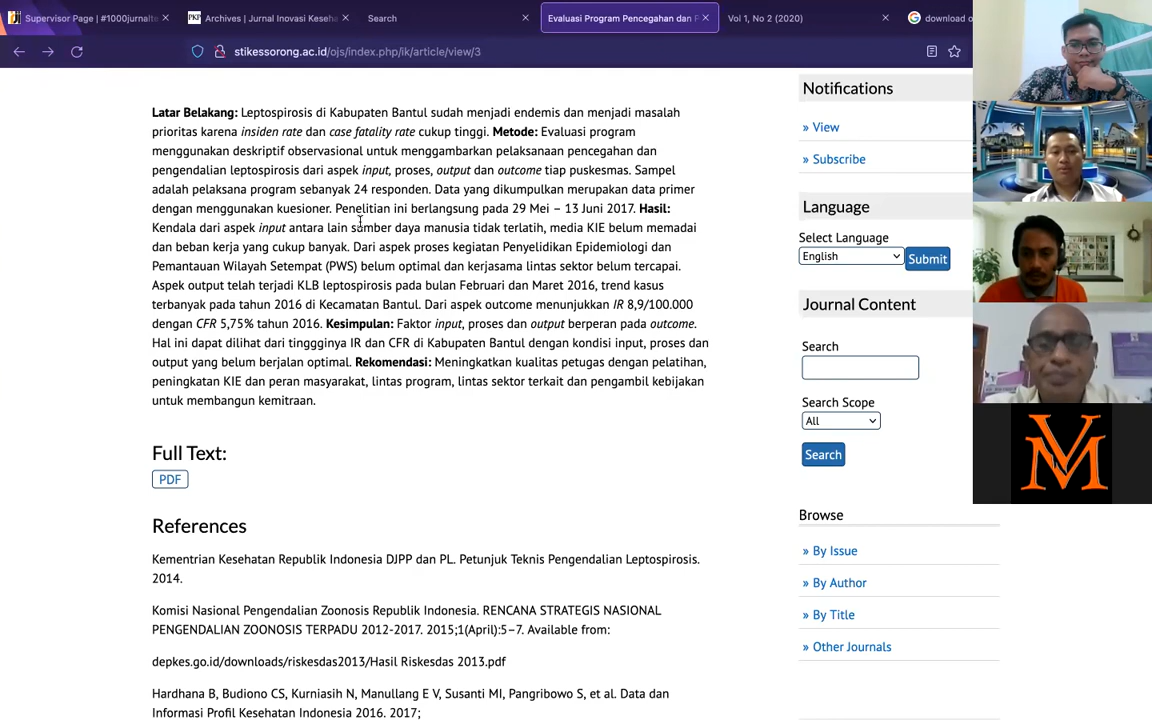 Supervisor Page | #1000jurnalte
Archives | Jurnal Inovasi Keseha
Search
Evaluasi Program Pencegahan dan P
Vol 1, No 2 (2020)
download o
stikessorong.ac.id/ojs/index.php/ik/article/view/3
Latar Belakang: Leptospirosis di Kabupaten Bantul sudah menjadi endemis dan menjadi masalah
prioritas karena insiden rate dan case fatality rate cukup tinggi. Metode: Evaluasi program
menggunakan deskriptif observasional untuk menggambarkan pelaksanaan pencegahan dan
pengendalian leptospirosis dari aspek input, proses, output dan outcome tiap puskesmas. Sampel
adalah pelaksana program sebanyak 24 responden. Data yang dikumpulkan merupakan data primer
dengan menggunakan kuesioner. Penelitian ini berlangsung pada 29 Mei – 13 Juni 2017. Hasil:
Kendala dari aspek input antara lain sumber daya manusia tidak terlatih, media KIE belum memadai
dan beban kerja yang cukup banyak. Dari aspek proses kegiatan Penyelidikan Epidemiologi dan
Pemantauan Wilayah Setempat (PWS) belum optimal dan kerjasama lintas sektor belum tercapai.
Aspek output telah terjadi KLB leptospirosis pada bulan Februari dan Maret 2016, trend kasus
terbanyak pada tahun 2016 di Kecamatan Bantul. Dari aspek outcome menunjukkan IR 8,9/100.000
dengan CFR 5,75% tahun 2016. Kesimpulan: Faktor input, proses dan output berperan pada outcome.
Hal ini dapat dilihat dari tinggginya IR dan CFR di Kabupaten Bantul dengan kondisi input, proses dan
output yang belum berjalan optimal. Rekomendasi: Meningkatkan kualitas petugas dengan pelatihan,
peningkatan KIE dan peran masyarakat, lintas program, lintas sektor terkait dan pengambil kebijakan
untuk membangun kemitraan.
Full Text:
PDF
References
Kementrian Kesehatan Republik Indonesia DJPP dan PL. Petunjuk Teknis Pengendalian Leptospirosis.
2014.
Komisi Nasional Pengendalian Zoonosis Republik Indonesia. RENCANA STRATEGIS NASIONAL
PENGENDALIAN ZOONOSIS TERPADU 2012-2017. 2015;1(April):5–7. Available from:
depkes.go.id/downloads/riskesdas2013/Hasil Riskesdas 2013.pdf
Hardhana B, Budiono CS, Kurniasih N, Manullang E V, Susanti MI, Pangribowo S, et al. Data dan
Informasi Profil Kesehatan Indonesia 2016. 2017;
Notifications
» View
» Subscribe
Language
Select Language
English
Submit
Journal Content
Search
Search Scope
All
Search
Browse
» By Issue
» By Author
» By Title
» Other Journals